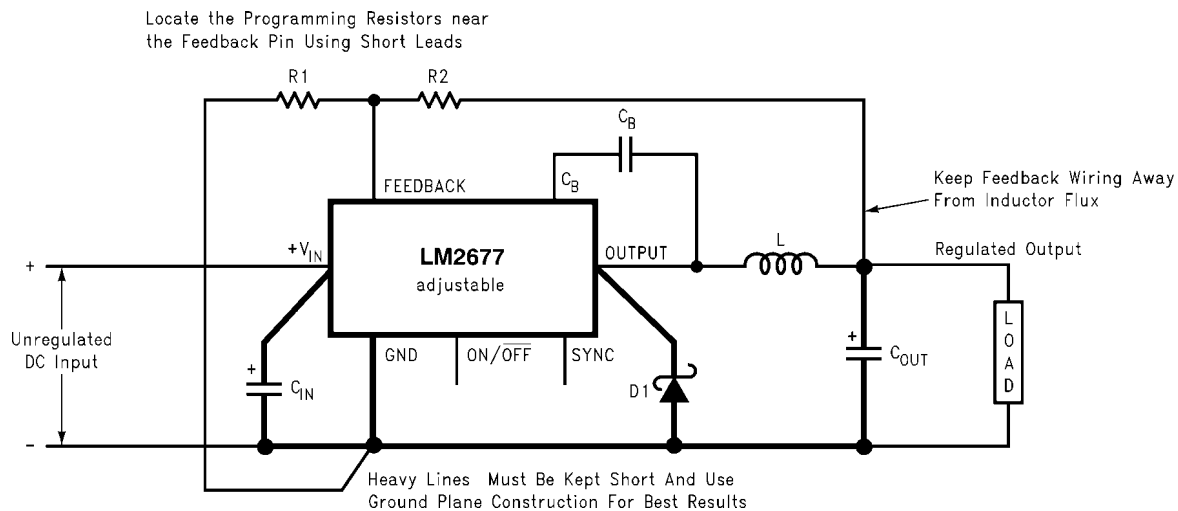 Locate the Programming Resistors near
the Feedback Pin Using Short Leads
R1
R2
C_B
FEEDBACK
C_B
Keep Feedback Wiring Away
From Inductor Flux
+V_IN
LM2677
adjustable
OUTPUT
L
Regulated Output
+
Unregulated
DC Input
-
GND
ON/O̅F̅F̅
SYNC
+
C_IN
D1
+
C_OUT
LOAD
Heavy Lines Must Be Kept Short And Use
Ground Plane Construction For Best Results